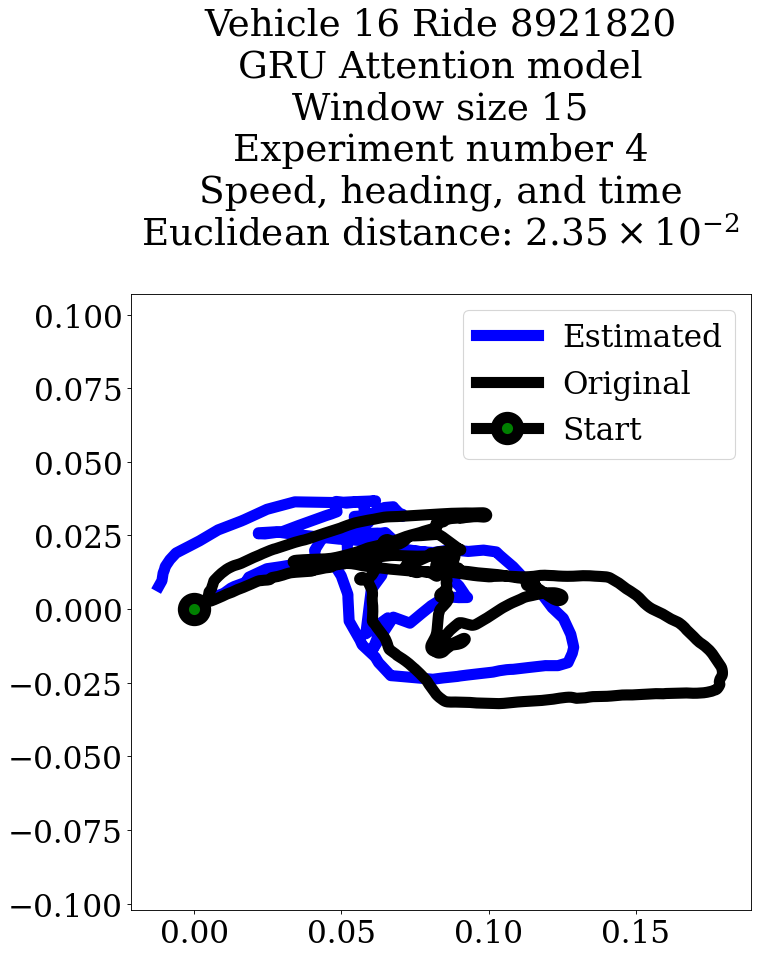 Vehicle 16 Ride 8921820
GRU Attention model
Window size 15
Experiment number 4
Speed, heading, and time
Euclidean distance: 2.35 × 10⁻²
Estimated
Original
Start
0.100
0.075
0.050
0.025
0.000
−0.025
−0.050
−0.075
−0.100
0.00 0.05 0.10 0.15